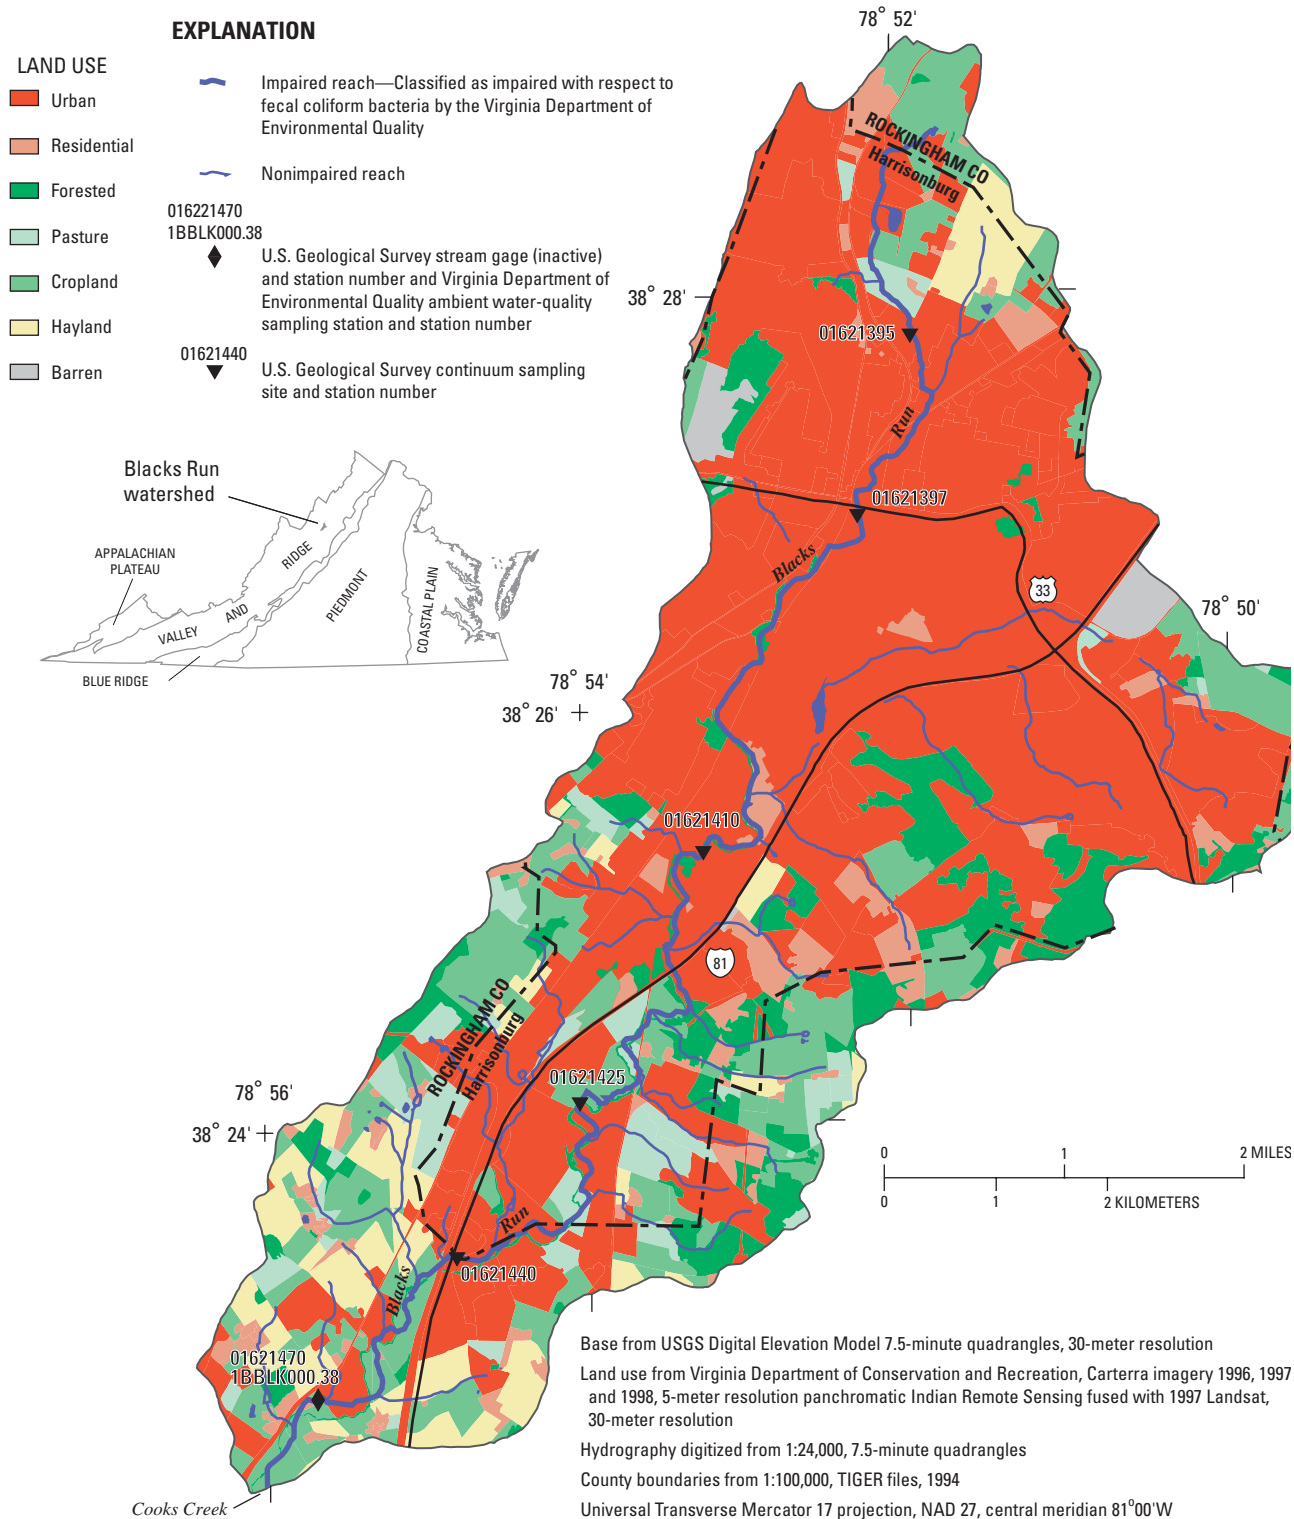 EXPLANATION
LAND USE
Urban
Residential
Forested
Pasture
Cropland
Hayland
Barren
Impaired reach—Classified as impaired with respect to
fecal coliform bacteria by the Virginia Department of
Environmental Quality
Nonimpaired reach
016221470
1BBLK000.38
U.S. Geological Survey stream gage (inactive)
and station number and Virginia Department of
Environmental Quality ambient water-quality
sampling station and station number
01621440
U.S. Geological Survey continuum sampling
site and station number
Blacks Run
watershed
APPALACHIAN
PLATEAU
VALLEY AND RIDGE
BLUE RIDGE
PIEDMONT
COASTAL PLAIN
78° 52'
ROCKINGHAM CO
Harrisonburg
38° 28'
01621395
Run
01621397
Blacks
33
78° 50'
78° 54'
38° 26'
01621410
81
ROCKINGHAM CO
Harrisonburg
01621425
78° 56'
38° 24'
0 1 2 MILES
0 1 2 KILOMETERS
Run
01621440
Blacks
01621470
1BBLK000.38
Cooks Creek
Base from USGS Digital Elevation Model 7.5-minute quadrangles, 30-meter resolution
Land use from Virginia Department of Conservation and Recreation, Carterra imagery 1996, 1997
and 1998, 5-meter resolution panchromatic Indian Remote Sensing fused with 1997 Landsat,
30-meter resolution
Hydrography digitized from 1:24,000, 7.5-minute quadrangles
County boundaries from 1:100,000, TIGER files, 1994
Universal Transverse Mercator 17 projection, NAD 27, central meridian 81°00'W